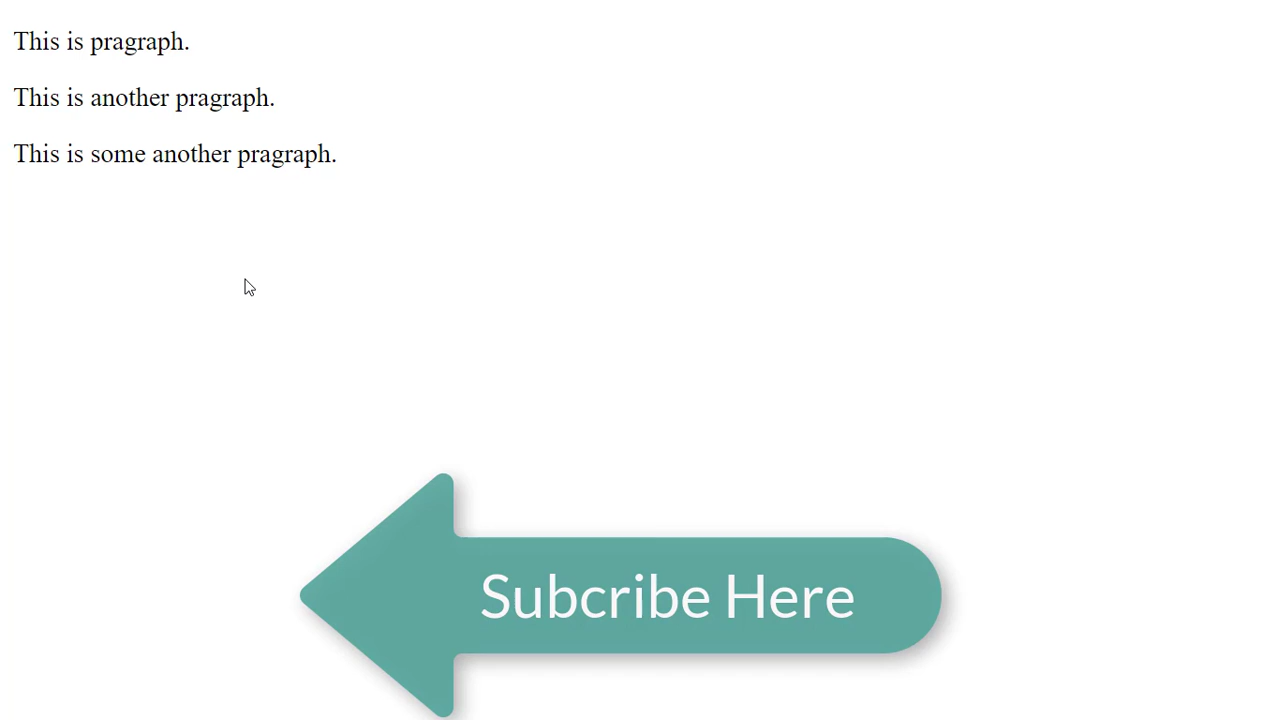 This is pragraph.
This is another pragraph.
This is some another pragraph.
Subcribe Here